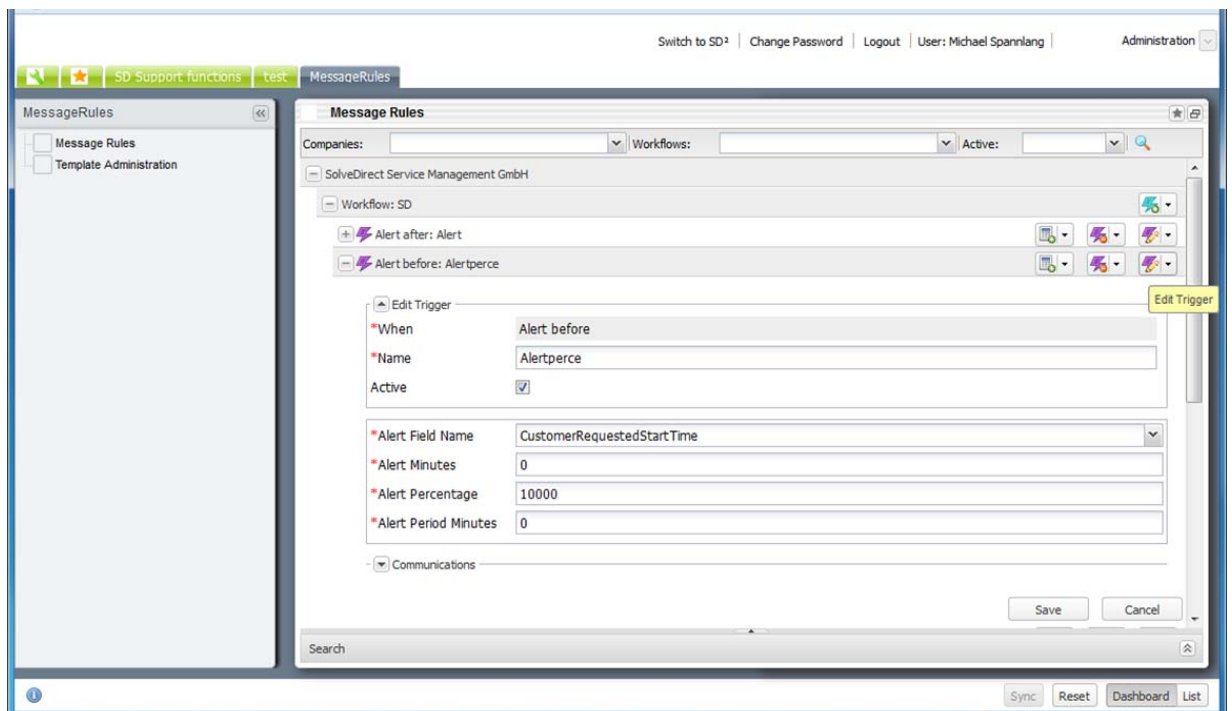 Switch to SD² | Change Password | Logout | User: Michael Spannlang | Administration
SD Support functions test MessageRules
MessageRules
Message Rules
Template Administration
Message Rules
Companies: Workflows: Active:
SolveDirect Service Management GmbH
Workflow: SD
Alert after: Alert
Alert before: Alertperce
Edit Trigger
Edit Trigger
*When Alert before
*Name Alertperce
Active
*Alert Field Name CustomerRequestedStartTime
*Alert Minutes 0
*Alert Percentage 10000
*Alert Period Minutes 0
Communications
Save Cancel
Search
Sync Reset Dashboard List